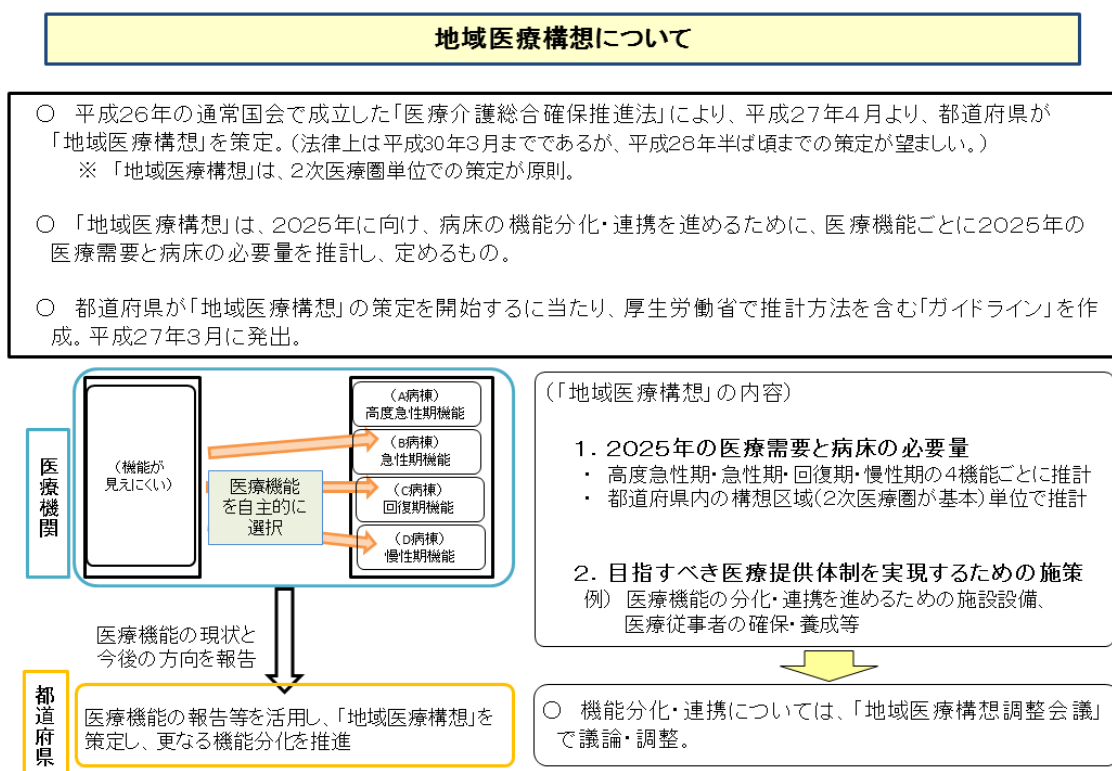 地域医療構想について
○　平成26年の通常国会で成立した「医療介護総合確保推進法」により、平成27年4月より、都道府県が
「地域医療構想」を策定。（法律上は平成30年3月までであるが、平成28年半ば頃までの策定が望ましい。）
※　「地域医療構想」は、2次医療圏単位での策定が原則。
○　「地域医療構想」は、2025年に向け、病床の機能分化・連携を進めるために、医療機能ごとに2025年の
医療需要と病床の必要量を推計し、定めるもの。
○　都道府県が「地域医療構想」の策定を開始するに当たり、厚生労働省で推計方法を含む「ガイドライン」を作
成。平成27年3月に発出。
医療機関
（機能が
見えにくい）
医療機能
を自主的に
選択
（A病棟）
高度急性期機能
（B病棟）
急性期機能
（C病棟）
回復期機能
（D病棟）
慢性期機能
医療機能の現状と
今後の方向を報告
都道府県
医療機能の報告等を活用し、「地域医療構想」を
策定し、更なる機能分化を推進
（「地域医療構想」の内容）
1．2025年の医療需要と病床の必要量
・　高度急性期・急性期・回復期・慢性期の4機能ごとに推計
・　都道府県内の構想区域（2次医療圏が基本）単位で推計
2．目指すべき医療提供体制を実現するための施策
例）　医療機能の分化・連携を進めるための施設設備、
医療従事者の確保・養成等
○　機能分化・連携については、「地域医療構想調整会議」
で議論・調整。